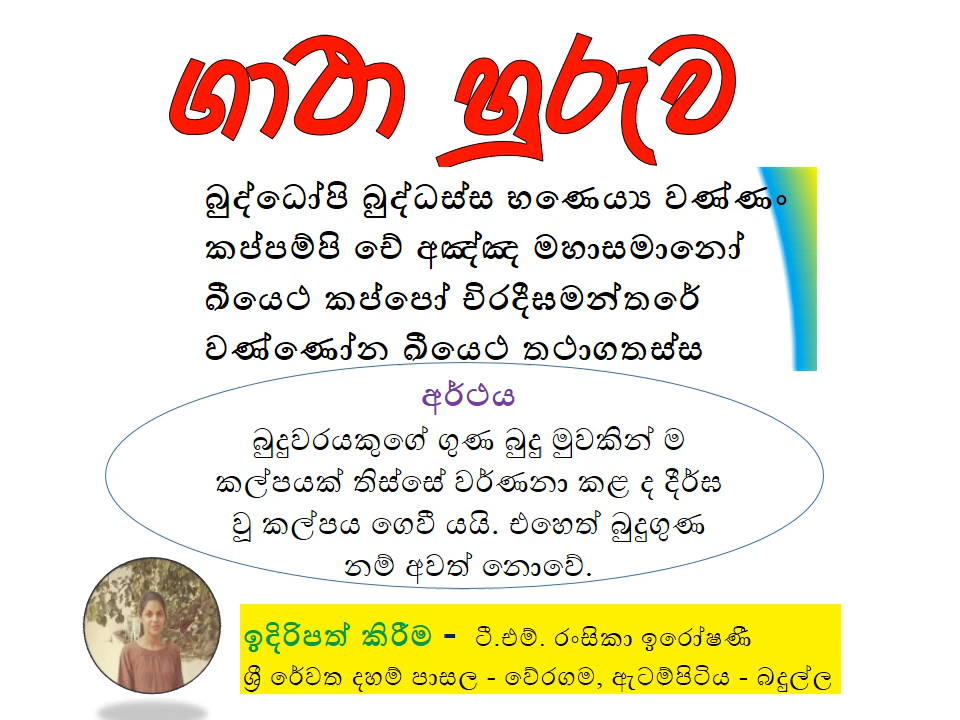 ගාථා හුරුව
බුද්ධෝපි බුද්ධස්ස භණෙය්‍ය වණ්ණං
කප්පම්පි චේ අඤ්ඤ මහාසමානෝ
ඛීයෙථ කප්පෝ චිරදීඝමන්තරේ
වණ්ණෝන ඛීයෙථ තථාගතස්ස
අර්ථය
බුදුවරයකුගේ ගුණ බුදු මුවකින් ම
කල්පයක් තිස්සේ වර්ණනා කළ ද දීර්ඝ
වූ කල්පය ගෙවී යයි. එහෙත් බුදුගුණ
නම් අවත් නොවේ.
ඉදිරිපත් කිරීම - ටී.එම්. රංසිකා ඉරෝෂණී
ශ්‍රී රේවත දහම් පාසල - වේරගම, ඇටම්පිටිය - බදුල්ල